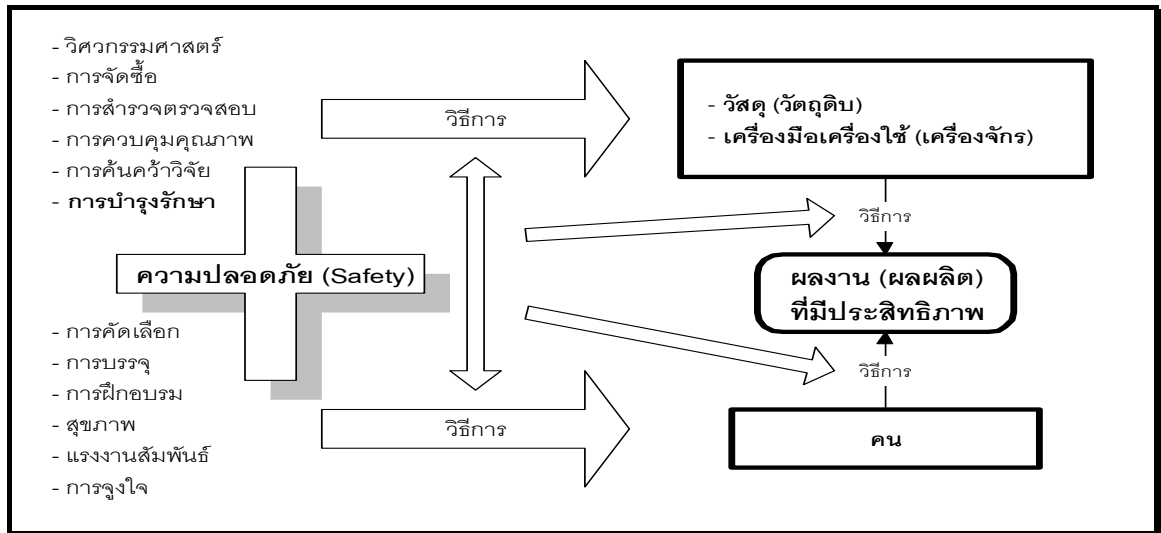 - วิศวกรรมศาสตร์
- การจัดซื้อ
- การสำรวจตรวจสอบ
- การควบคุมคุณภาพ
- การค้นคว้าวิจัย
- การบำรุงรักษา
วิธีการ
- วัสดุ (วัตถุดิบ)
- เครื่องมือเครื่องใช้ (เครื่องจักร)
วิธีการ
ความปลอดภัย (Safety)
ผลงาน (ผลผลิต)
ที่มีประสิทธิภาพ
- การคัดเลือก
- การบรรจุ
- การฝึกอบรม
- สุขภาพ
- แรงงานสัมพันธ์
- การจูงใจ
วิธีการ
วิธีการ
คน